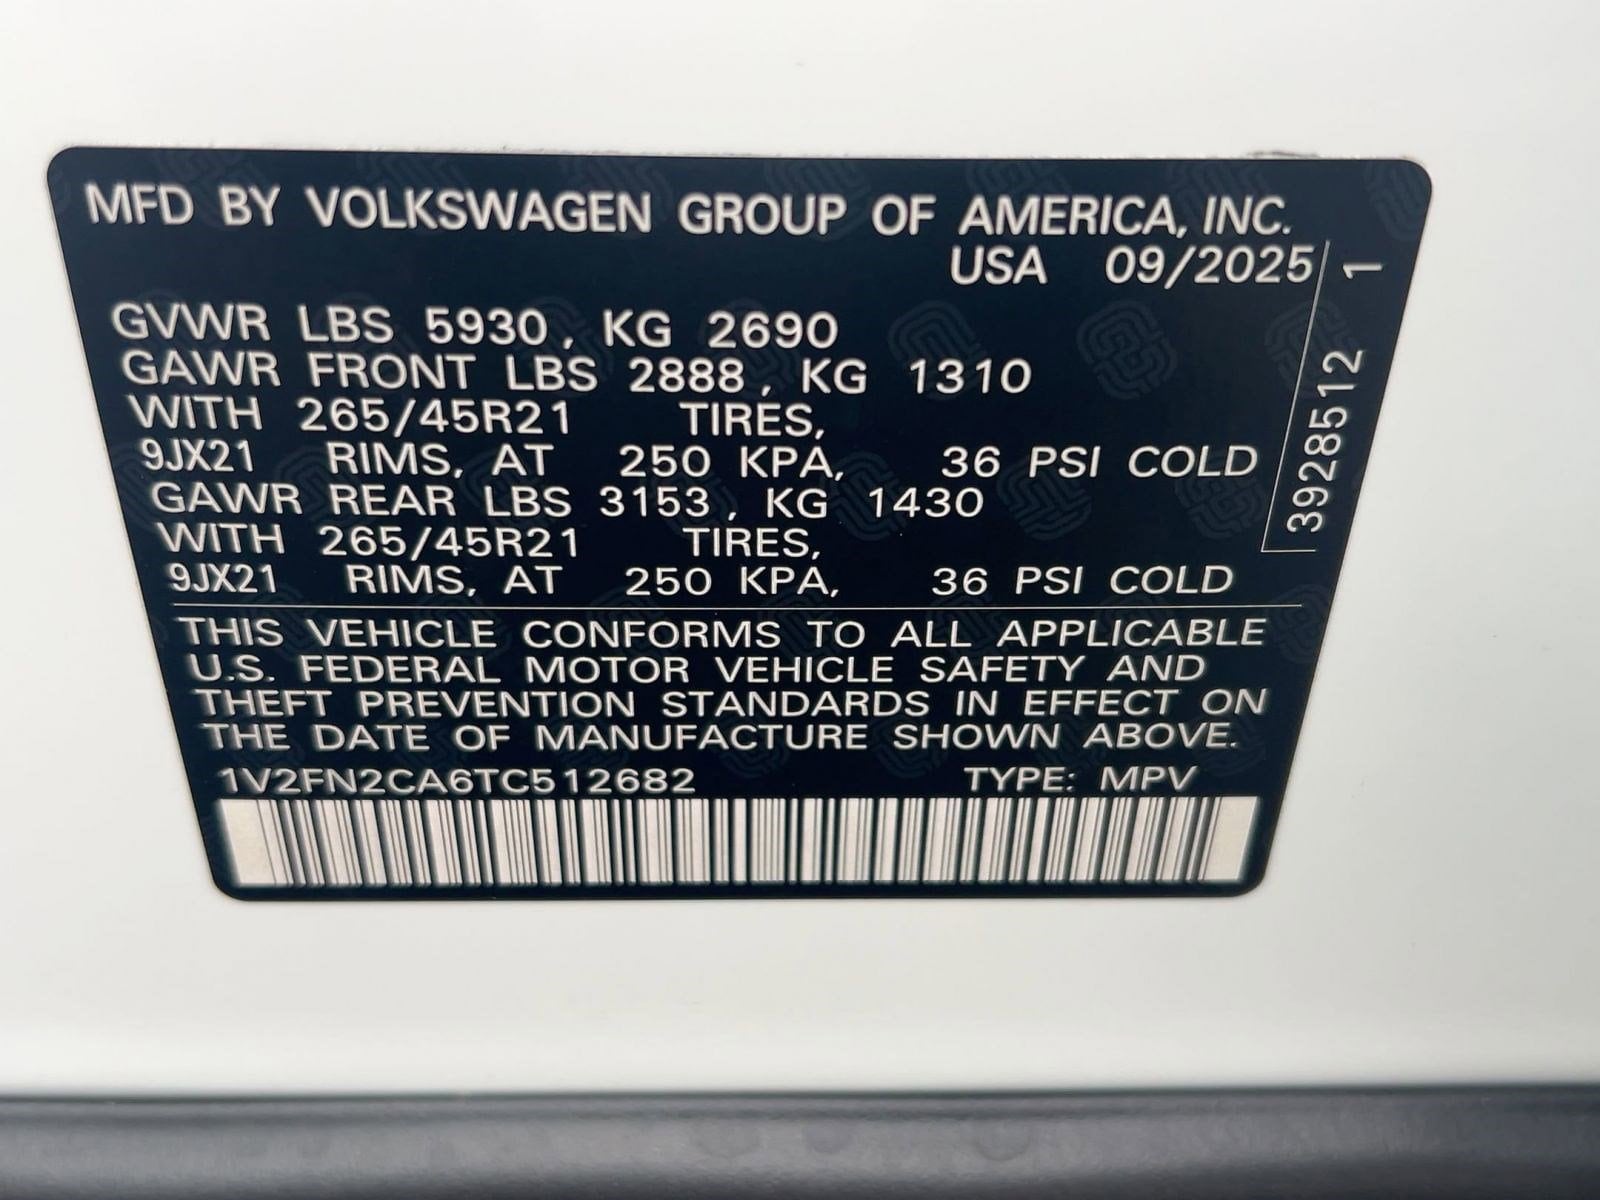 MFD BY VOLKSWAGEN GROUP OF AMERICA, INC.
USA 09/2025
GVWR LBS 5930, KG 2690
GAWR FRONT LBS 2888, KG 1310
WITH 265/45R21 TIRES,
9JX21 RIMS, AT 250 KPA, 36 PSI COLD
GAWR REAR LBS 3153, KG 1430
WITH 265/45R21 TIRES,
9JX21 RIMS, AT 250 KPA, 36 PSI COLD
THIS VEHICLE CONFORMS TO ALL APPLICABLE
U.S. FEDERAL MOTOR VEHICLE SAFETY AND
THEFT PREVENTION STANDARDS IN EFFECT ON
THE DATE OF MANUFACTURE SHOWN ABOVE.
1V2FN2CA6TC512682 TYPE: MPV
3928512 1